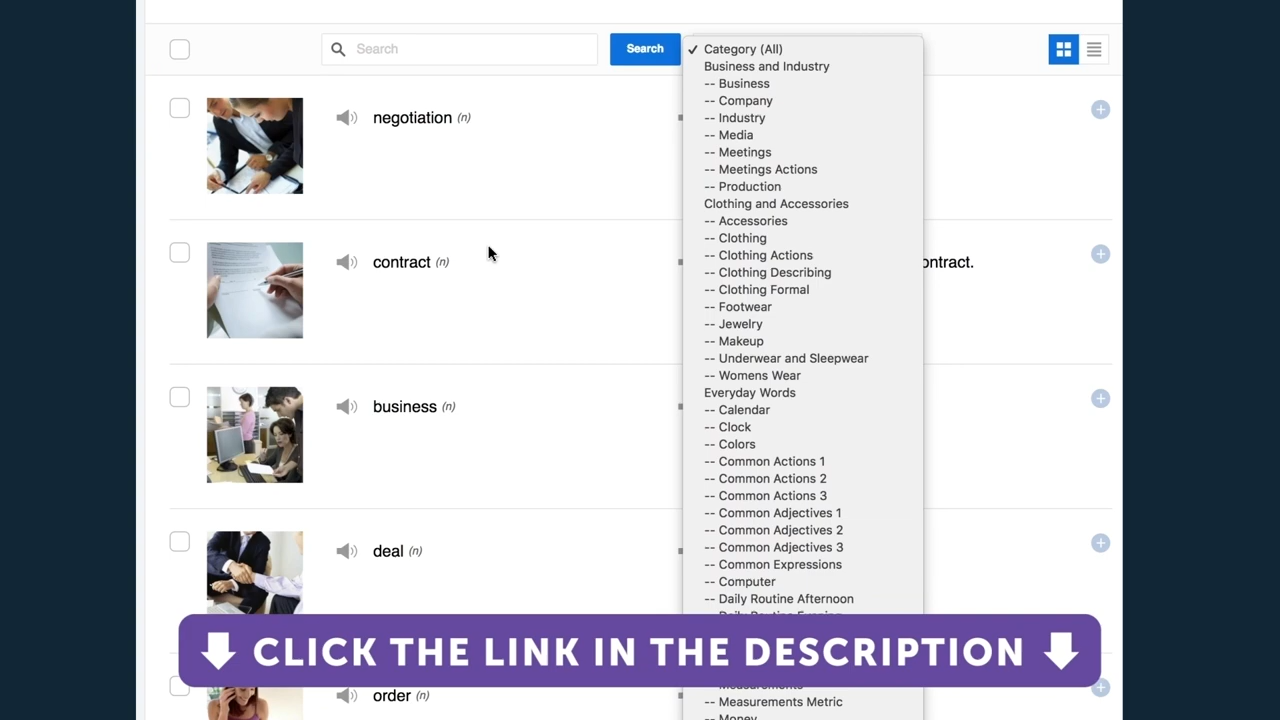 Search
Search
✓ Category (All)
Business and Industry
-- Business
-- Company
-- Industry
-- Media
-- Meetings
-- Meetings Actions
-- Production
Clothing and Accessories
-- Accessories
-- Clothing
-- Clothing Actions
-- Clothing Describing
-- Clothing Formal
-- Footwear
-- Jewelry
-- Makeup
-- Underwear and Sleepwear
-- Womens Wear
Everyday Words
-- Calendar
-- Clock
-- Colors
-- Common Actions 1
-- Common Actions 2
-- Common Actions 3
-- Common Adjectives 1
-- Common Adjectives 2
-- Common Adjectives 3
-- Common Expressions
-- Computer
-- Daily Routine Afternoon
-- Measurements Metric
-- Money
negotiation (n)
contract (n)
ontract.
business (n)
deal (n)
order (n)
CLICK THE LINK IN THE DESCRIPTION